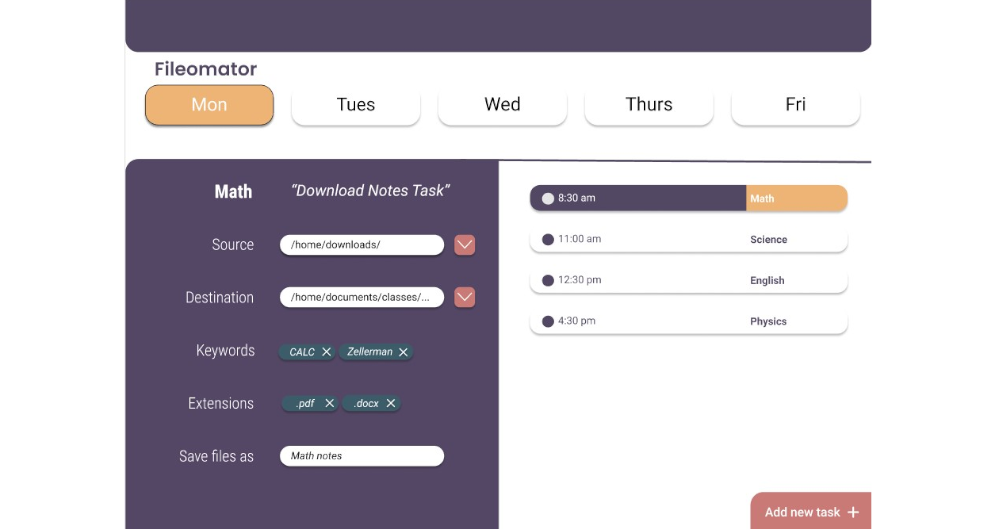 Fileomator
Mon Tues Wed Thurs Fri
Math "Download Notes Task"
Source /home/downloads/
Destination /home/documents/classes/...
Keywords CALC Zellerman
Extensions .pdf .docx
Save files as Math notes
8:30 am Math
11:00 am Science
12:30 pm English
4:30 pm Physics
Add new task +